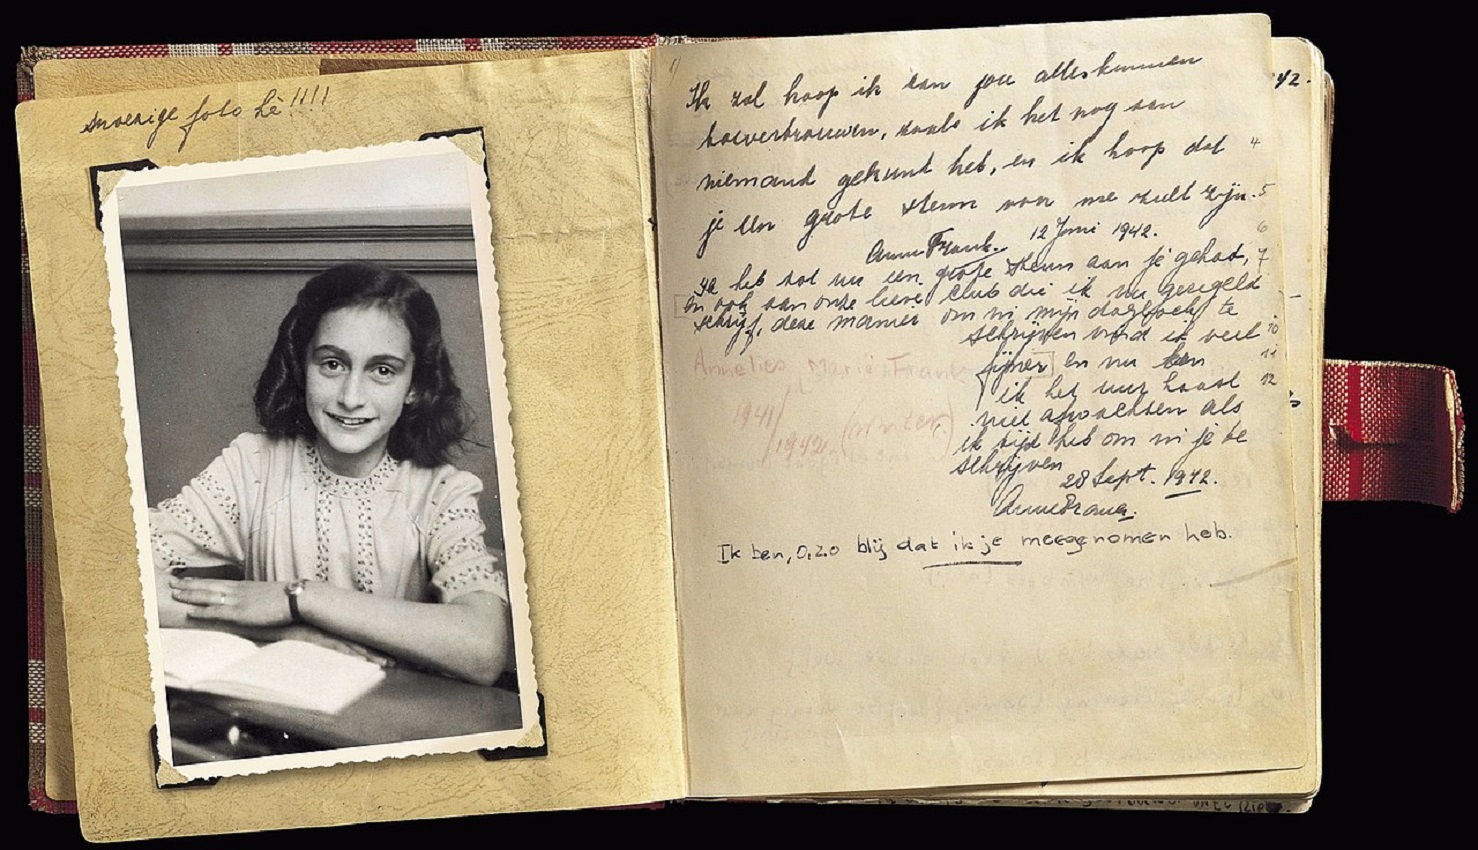 snoezige foto hè!!!!
Ik zal hoop ik aan jou alles kunnen
toevertrouwen, zoals ik het nog aan
niemand gekund heb, en ik hoop dat
je een grote steun voor me zult zijn.
Anne Frank. 12 Juni 1942.
Ik heb tot nu een grote steun aan je gehad,
en ook aan onze lieve club die ik nu geregeld
schrijf, deze manier om in mijn dagboek te
schrijven vind ik veel
fijner en nu ben
ik het uur haast
niet afwachten als
ik tijd heb om in je te
schrijven
28 Sept. 1942.
Anne Frank.
Annelies Marie Frank
1941/
1942
Ik ben, o, zo blij dat ik je meegenomen heb.
42.
4
5
6
7
10
11
12